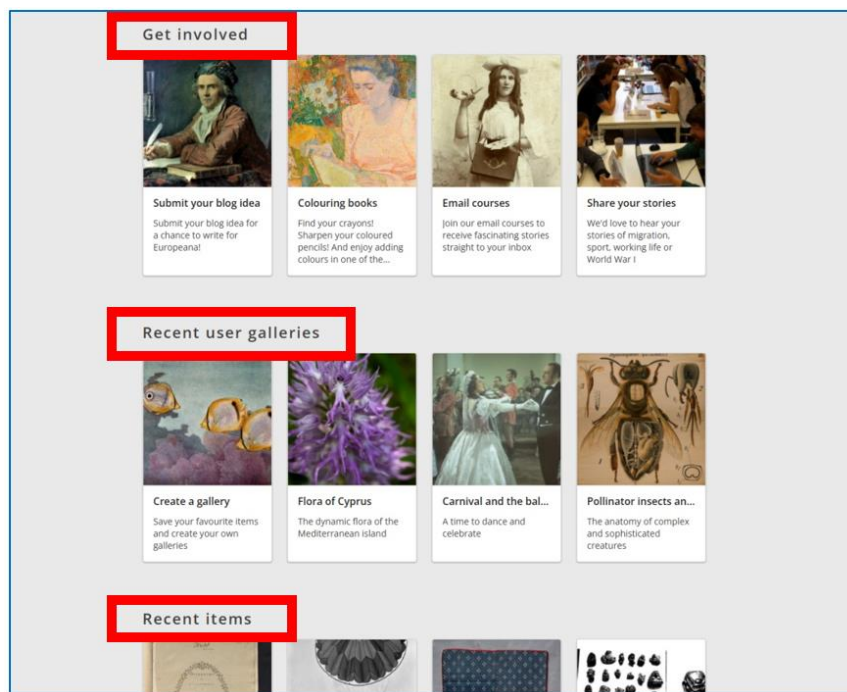 Get involved
Submit your blog idea
Submit your blog idea for
a chance to write for
Europeana!
Colouring books
Find your crayons!
Sharpen your coloured
pencils! And enjoy adding
colours in one of the...
Email courses
Join our email courses to
receive fascinating stories
straight to your inbox
Share your stories
We'd love to hear your
stories of migration,
sport, working life or
World War I
Recent user galleries
Create a gallery
Save your favourite items
and create your own
galleries
Flora of Cyprus
The dynamic flora of the
Mediterranean island
Carnival and the bal...
A time to dance and
celebrate
Pollinator insects an...
The anatomy of complex
and sophisticated
creatures
Recent items